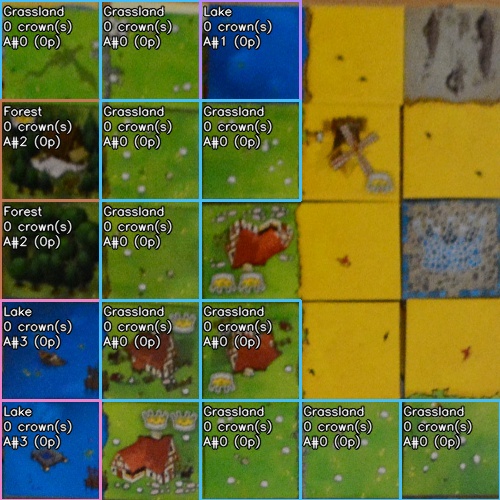 Grassland
0 crown(s)
A#0 (0p)
Grassland
0 crown(s)
A#0 (0p)
Lake
0 crown(s)
A#1 (0p)
Forest
0 crown(s)
A#2 (0p)
Grassland
0 crown(s)
A#0 (0p)
Grassland
0 crown(s)
A#0 (0p)
Forest
0 crown(s)
A#2 (0p)
Grassland
0 crown(s)
A#0 (0p)
Lake
0 crown(s)
A#3 (0p)
Grassland
0 crown(s)
A#0 (0p)
Grassland
0 crown(s)
A#0 (0p)
Lake
0 crown(s)
A#3 (0p)
Grassland
0 crown(s)
A#0 (0p)
Grassland
0 crown(s)
A#0 (0p)
Grassland
0 crown(s)
A#0 (0p)